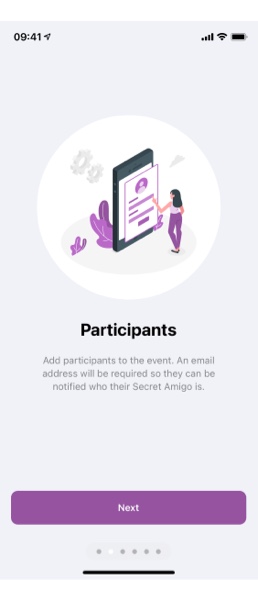 09:41
Participants
Add participants to the event. An email
address will be required so they can be
notified who their Secret Amigo is.
Next